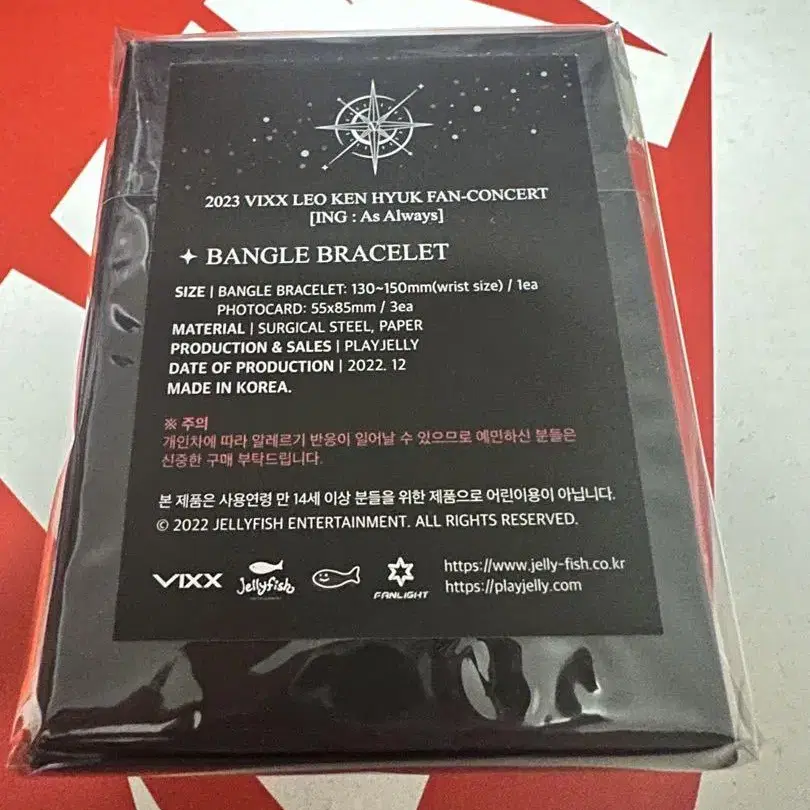 2023 VIXX LEO KEN HYUK FAN-CONCERT
[ING : As Always]
✦ BANGLE BRACELET
SIZE | BANGLE BRACELET: 130~150mm(wrist size) / 1ea
PHOTOCARD: 55x85mm / 3ea
MATERIAL | SURGICAL STEEL, PAPER
PRODUCTION & SALES | PLAYJELLY
DATE OF PRODUCTION | 2022. 12
MADE IN KOREA.
※ 주의
개인차에 따라 알레르기 반응이 일어날 수 있으므로 예민하신 분들은
신중한 구매 부탁드립니다.
본 제품은 사용연령 만 14세 이상 분들을 위한 제품으로 어린이용이 아닙니다.
© 2022 JELLYFISH ENTERTAINMENT. ALL RIGHTS RESERVED.
VIXX Jellyfish FANLIGHT
https://www.jelly-fish.co.kr
https://playjelly.com